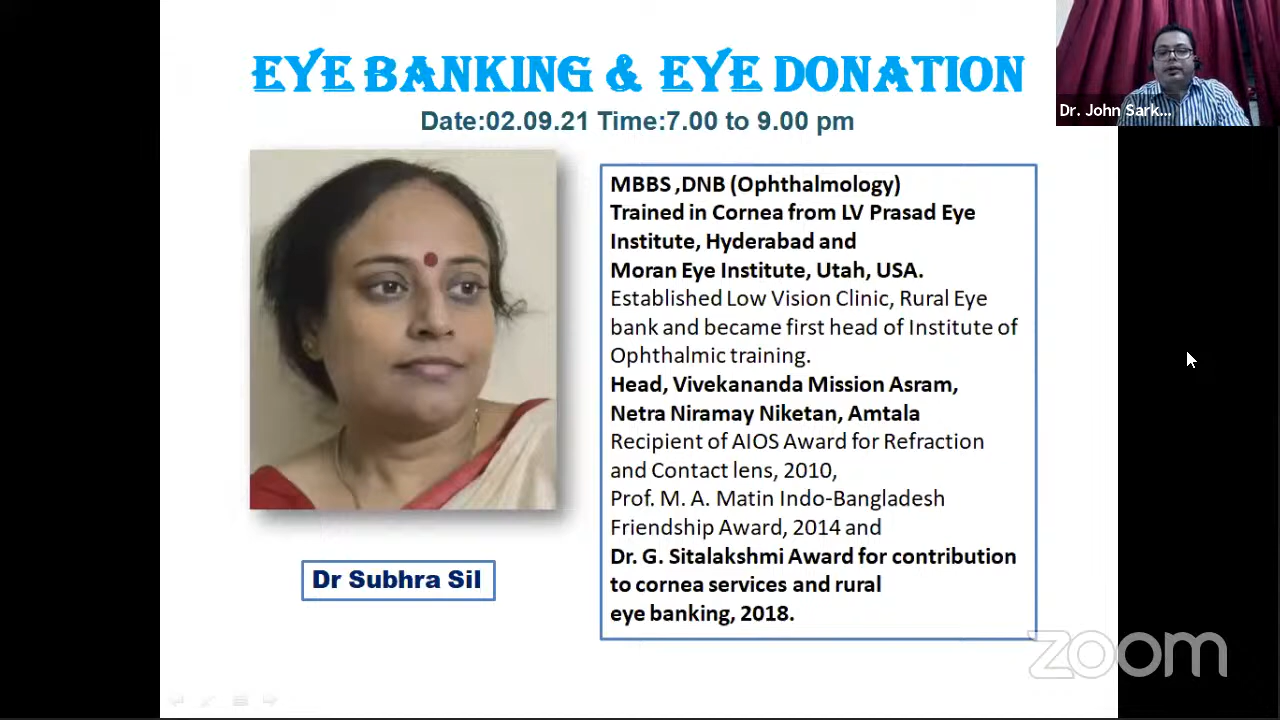 EYE BANKING & EYE DONATION
Date:02.09.21 Time:7.00 to 9.00 pm
Dr. John Sark...
MBBS ,DNB (Ophthalmology)
Trained in Cornea from LV Prasad Eye
Institute, Hyderabad and
Moran Eye Institute, Utah, USA.
Established Low Vision Clinic, Rural Eye
bank and became first head of Institute of
Ophthalmic training.
Head, Vivekananda Mission Asram,
Netra Niramay Niketan, Amtala
Recipient of AIOS Award for Refraction
and Contact lens, 2010,
Prof. M. A. Matin Indo-Bangladesh
Friendship Award, 2014 and
Dr. G. Sitalakshmi Award for contribution
to cornea services and rural
eye banking, 2018.
Dr Subhra Sil
zoom